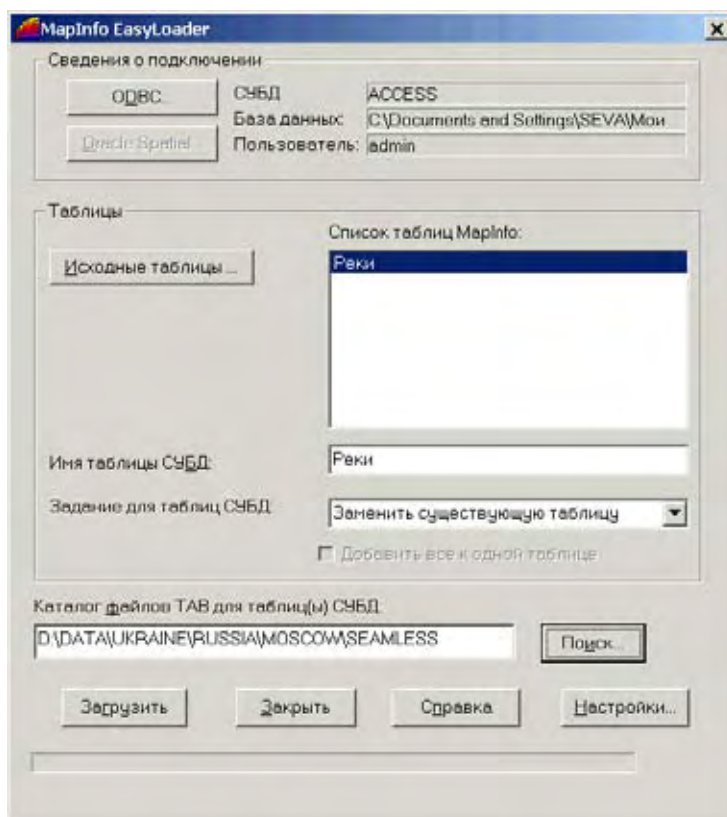 MapInfo EasyLoader
Сведения о подключении
ODBC...
СУБД ACCESS
База данных: C:\Documents and Settings\SEVA\Мои
Oracle Spatial...
Пользователь: admin
Таблицы
Список таблиц MapInfo:
Исходные таблицы ...
Реки
Имя таблицы СУБД: Реки
Задание для таблиц СУБД Заменить существующую таблицу
Добавить все к одной таблице
Каталог файлов TAB для таблиц(ы) СУБД
D:\DATA\UKRAINE\RUSSIA\MOSCOW\SEAMLESS
Поиск...
Загрузить Закрыть Справка Настройки...